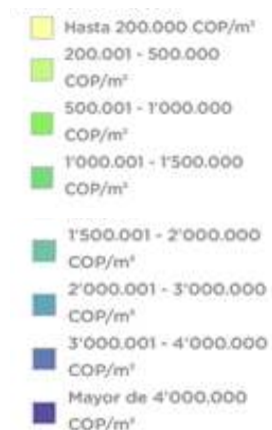 Hasta 200.000 COP/m²
200.001 - 500.000
COP/m²
500.001 - 1'000.000
COP/m²
1'000.001 - 1'500.000
COP/m²
1'500.001 - 2'000.000
COP/m²
2'000.001 - 3'000.000
COP/m²
3'000.001 - 4'000.000
COP/m²
Mayor de 4'000.000
COP/m²